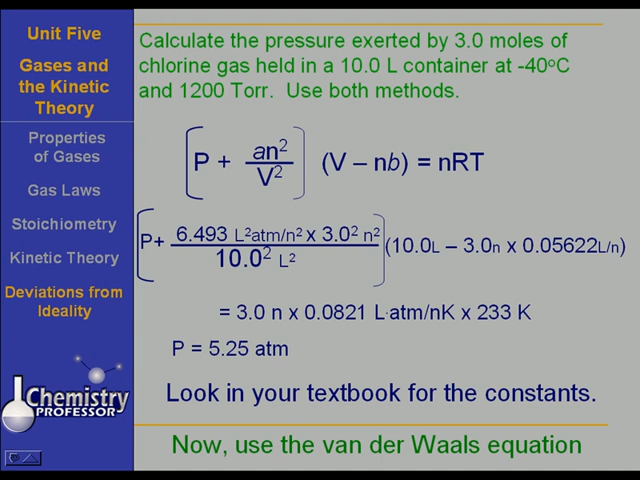 Unit Five
Gases and
the Kinetic
Theory
Properties
of Gases
Gas Laws
Stoichiometry
Kinetic Theory
Deviations from
Ideality
Chemistry
PROFESSOR
Calculate the pressure exerted by 3.0 moles of
chlorine gas held in a 10.0 L container at -40ºC
and 1200 Torr.  Use both methods.
[P + an²/V²] (V – nb) = nRT
[P+ 6.493 L²atm/n² x 3.0² n² / 10.0² L²] (10.0L – 3.0n x 0.05622L/n)
= 3.0 n x 0.0821 L·atm/nK x 233 K
P = 5.25 atm
Look in your textbook for the constants.
Now, use the van der Waals equation